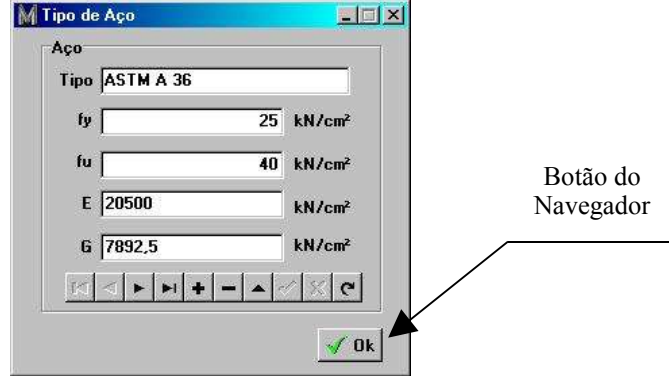 Tipo de Aço
Aço
Tipo ASTM A 36
fy 25 kN/cm²
fu 40 kN/cm²
E 20500 kN/cm²
G 7892,5 kN/cm²
Ok
Botão do
Navegador